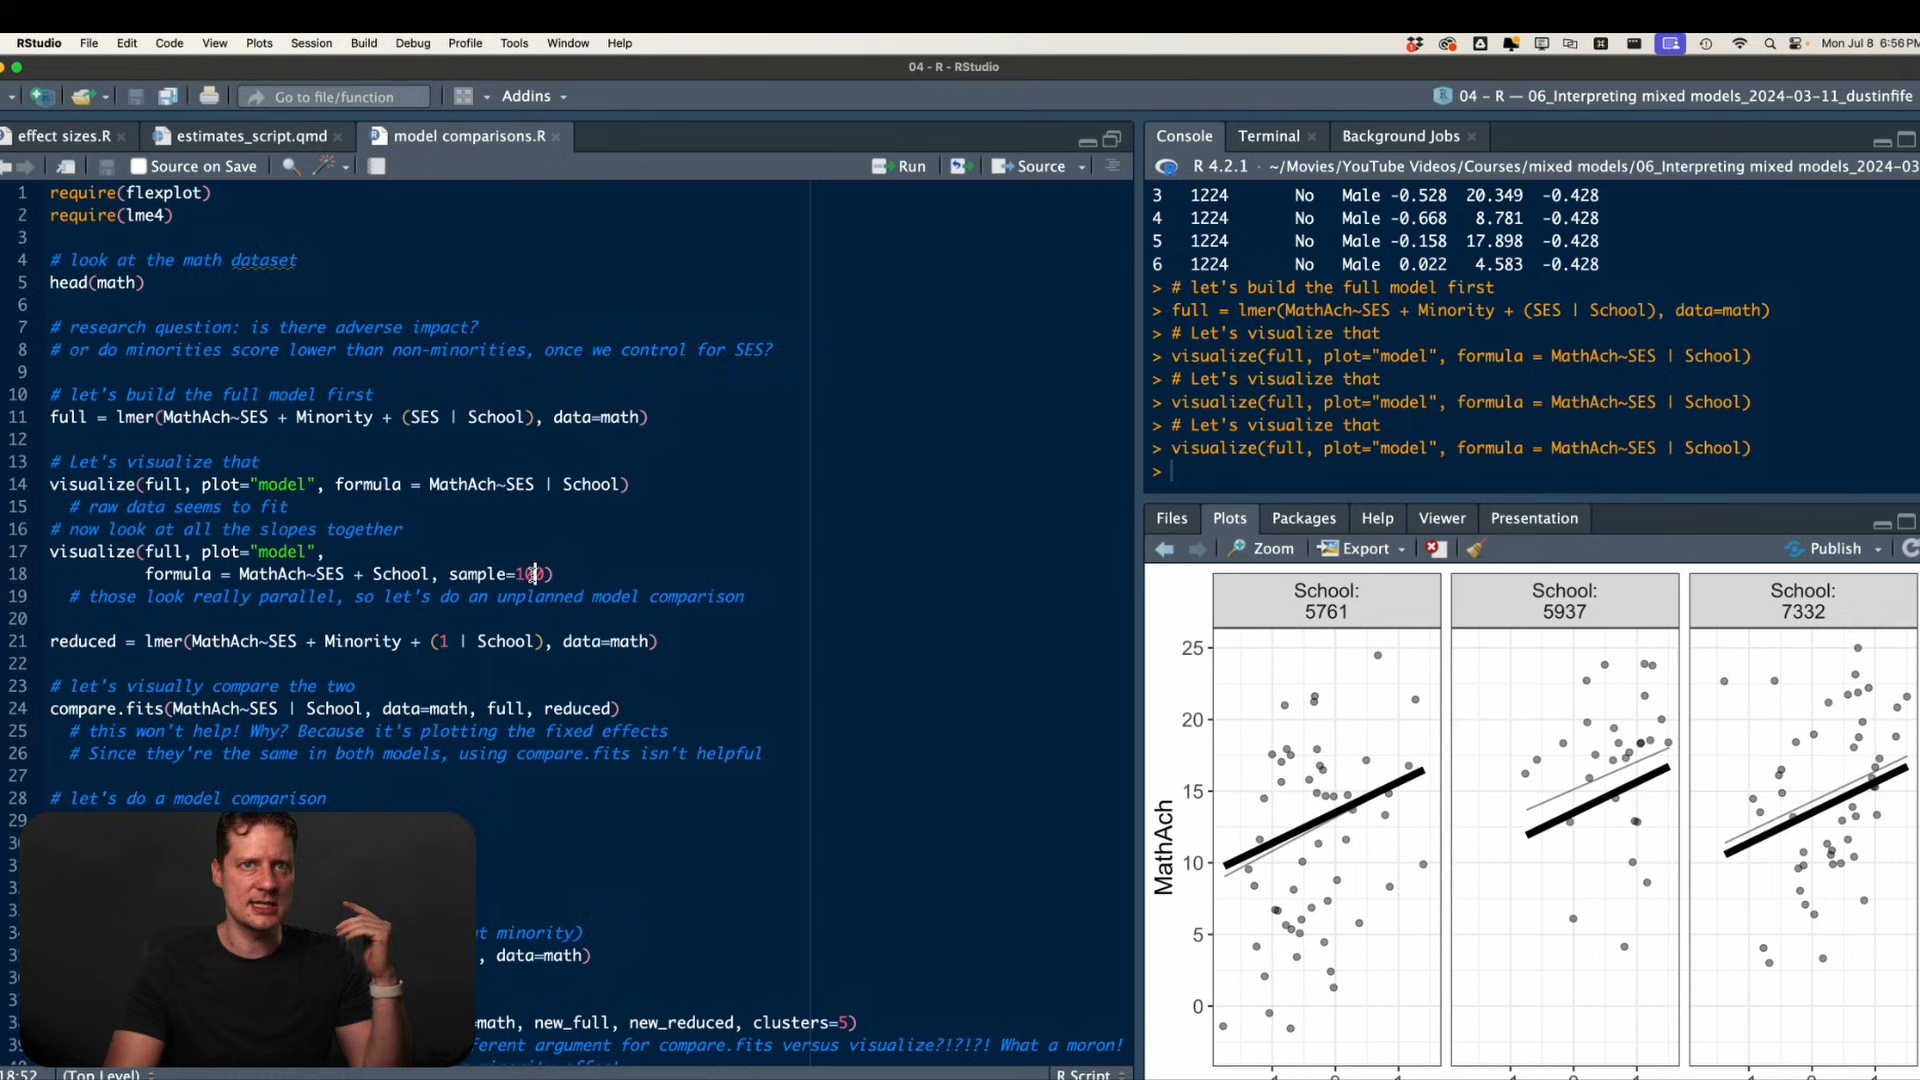 RStudio File Edit Code View Plots Session Build Debug Profile Tools Window Help
Mon Jul 8 6:56PM
04 - R - RStudio
Go to file/function
Addins
04 – R — 06_Interpreting mixed models_2024-03-11_dustinfife
effect sizes.R
estimates_script.qmd
model comparisons.R
Source on Save
Run
Source
1 require(flexplot)
2 require(lme4)
3
4 # look at the math dataset
5 head(math)
6
7 # research question: is there adverse impact?
8 # or do minorities score lower than non-minorities, once we control for SES?
9
10 # let's build the full model first
11 full = lmer(MathAch~SES + Minority + (SES | School), data=math)
12
13 # Let's visualize that
14 visualize(full, plot="model", formula = MathAch~SES | School)
15 # raw data seems to fit
16 # now look at all the slopes together
17 visualize(full, plot="model",
18 formula = MathAch~SES + School, sample=100)
19 # those look really parallel, so let's do an unplanned model comparison
20
21 reduced = lmer(MathAch~SES + Minority + (1 | School), data=math)
22
23 # let's visually compare the two
24 compare.fits(MathAch~SES | School, data=math, full, reduced)
25 # this won't help! Why? Because it's plotting the fixed effects
26 # Since they're the same in both models, using compare.fits isn't helpful
27
28 # let's do a model comparison
minority)
, data=math)
=math, new_full, new_reduced, clusters=5)
argument for compare.fits versus visualize?!?!?! What a moron!
18:52 (Top Level) R Script
Console Terminal Background Jobs
R 4.2.1 · ~/Movies/YouTube Videos/Courses/mixed models/06_Interpreting mixed models_2024-03
3 1224 No Male -0.528 20.349 -0.428
4 1224 No Male -0.668 8.781 -0.428
5 1224 No Male -0.158 17.898 -0.428
6 1224 No Male 0.022 4.583 -0.428
> # let's build the full model first
> full = lmer(MathAch~SES + Minority + (SES | School), data=math)
> # Let's visualize that
> visualize(full, plot="model", formula = MathAch~SES | School)
> # Let's visualize that
> visualize(full, plot="model", formula = MathAch~SES | School)
> # Let's visualize that
> visualize(full, plot="model", formula = MathAch~SES | School)
>
Files Plots Packages Help Viewer Presentation
Zoom Export Publish
School: 5761
School: 5937
School: 7332
MathAch
25
20
15
10
5
0